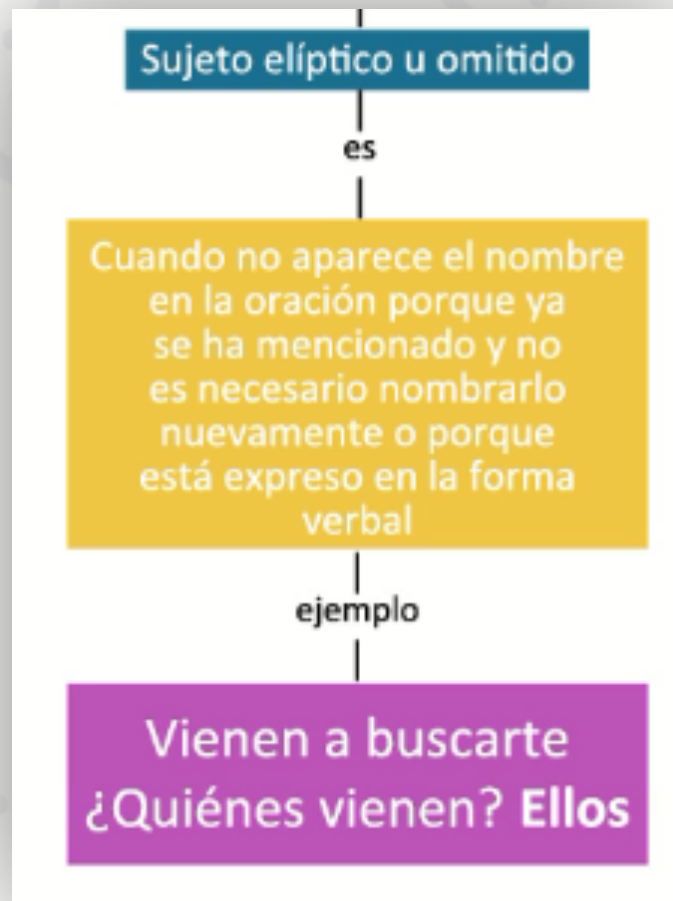 Sujeto elíptico u omitido
es
Cuando no aparece el nombre
en la oración porque ya
se ha mencionado y no
es necesario nombrarlo
nuevamente o porque
está expreso en la forma
verbal
ejemplo
Vienen a buscarte
¿Quiénes vienen? Ellos